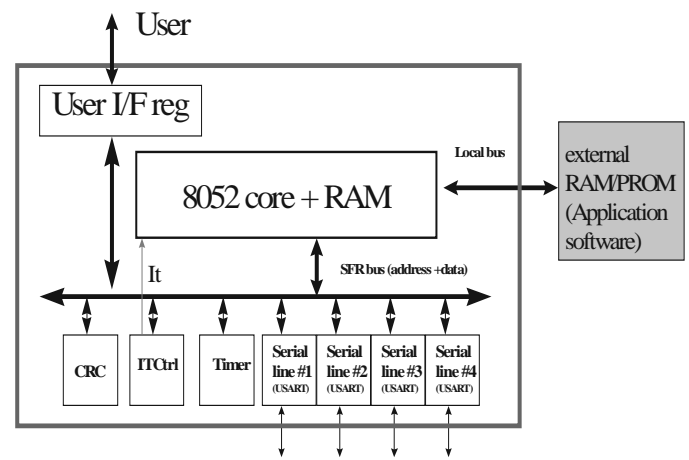 User
User I/F reg
Local bus
external
RAM/PROM
(Application
software)
8052 core + RAM
It
SFR bus (address +data)
CRC
ITCtrl
Timer
Serial
line #1
(USART)
Serial
line #2
(USART)
Serial
line #3
(USART)
Serial
line #4
(USART)